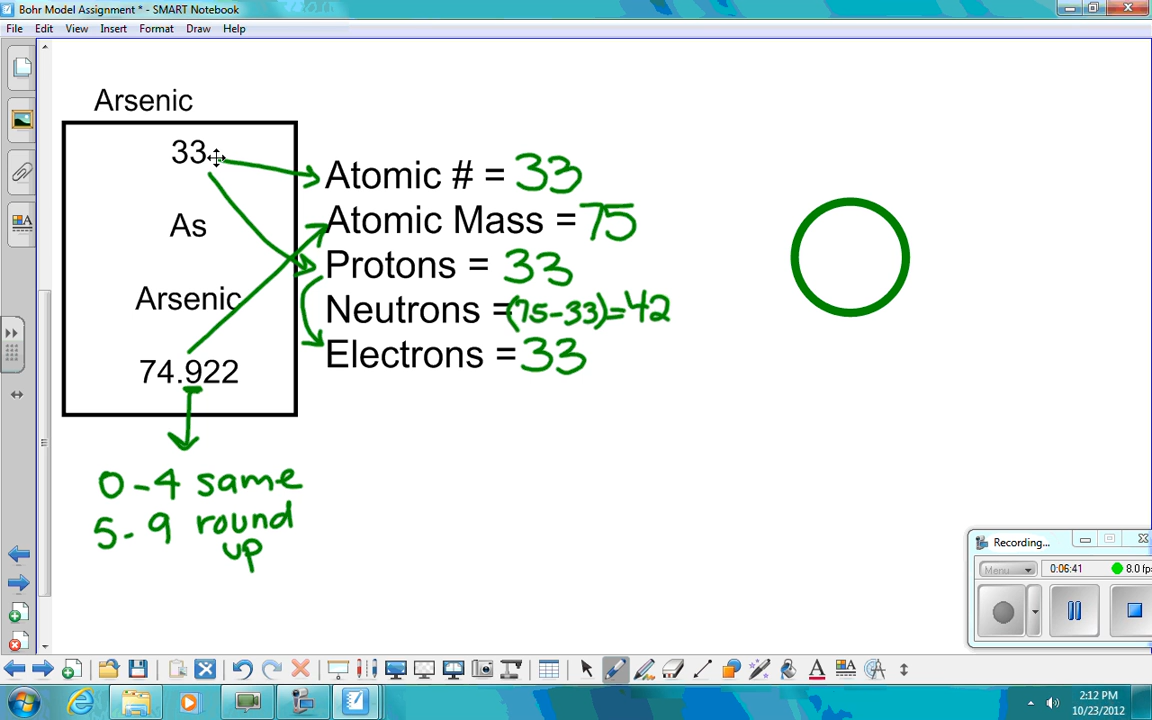 Bohr Model Assignment * - SMART Notebook
File Edit View Insert Format Draw Help
Arsenic
33
As
Arsenic
74.922
Atomic # = 33
Atomic Mass = 75
Protons = 33
Neutrons = (75-33)=42
Electrons = 33
0-4 same
5-9 round
up
Recording...
Menu
0:06:41
8.0 fp
2:12 PM
10/23/2012